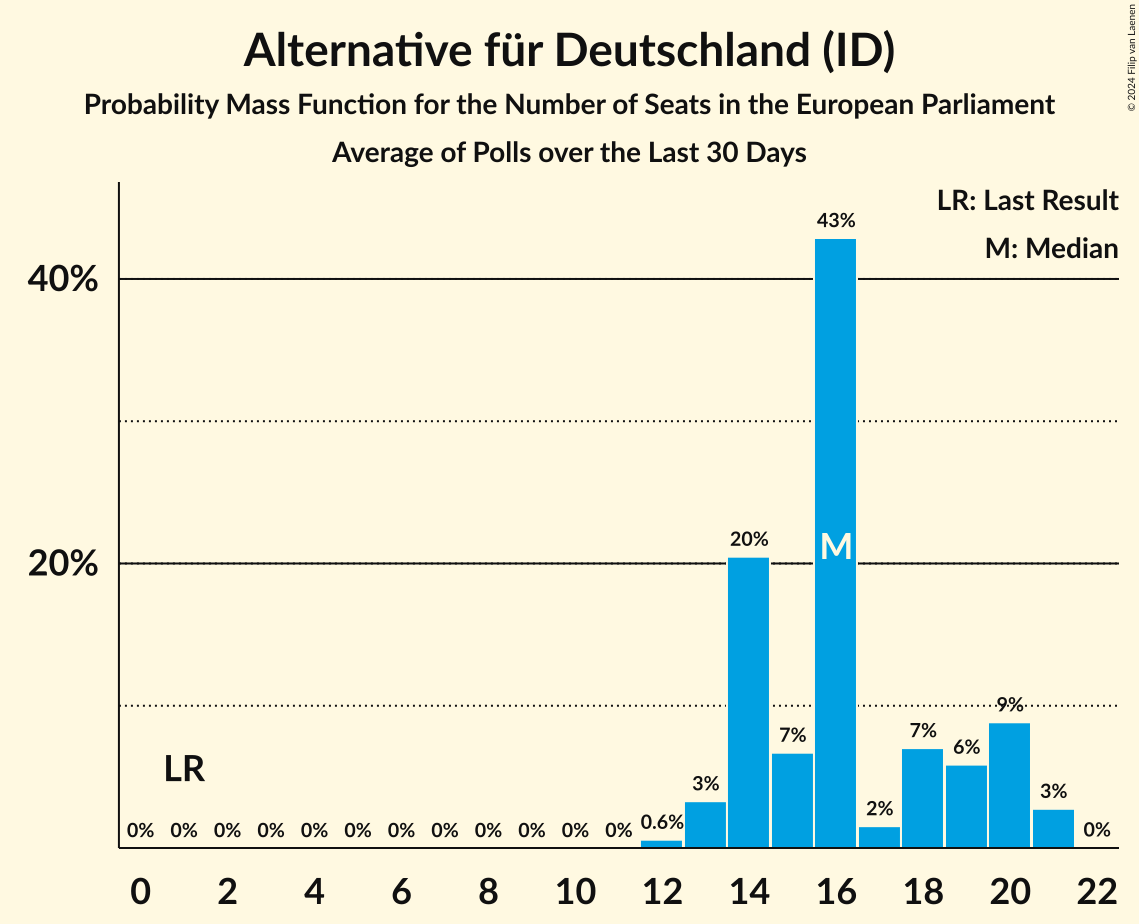 Alternative für Deutschland (ID)
Probability Mass Function for the Number of Seats in the European Parliament
Average of Polls over the Last 30 Days
© 2024 Filip van Laenen
LR: Last Result
M: Median
43%
40%
20%
M
20%
9%
7%
7%
6%
LR
3%
3%
2%
0% 0% 0% 0% 0% 0% 0% 0% 0% 0% 0% 0% 0.6% 0%
0 2 4 6 8 10 12 14 16 18 20 22